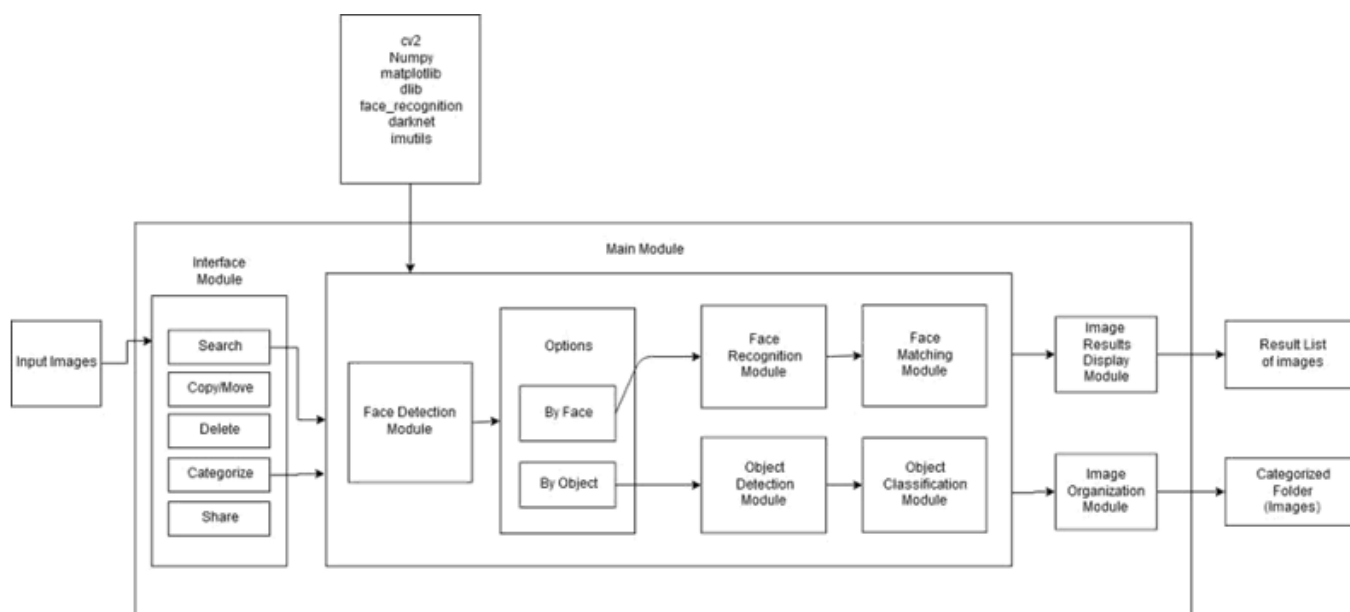 cv2
Numpy
matplotlib
dlib
face_recognition
darknet
imutils
Main Module
Interface
Module
Input Images
Search
Copy/Move
Delete
Categorize
Share
Face Detection
Module
Options
By Face
By Object
Face
Recognition
Module
Face
Matching
Module
Object
Detection
Module
Object
Classification
Module
Image
Results
Display
Module
Result List
of images
Image
Organization
Module
Categorized
Folder
(Images)